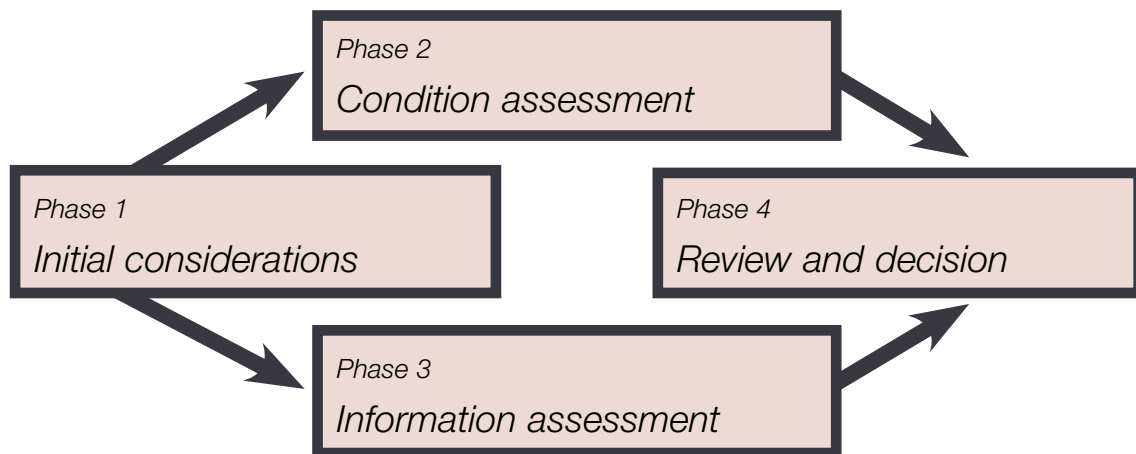 Phase 1
Initial considerations
Phase 2
Condition assessment
Phase 3
Information assessment
Phase 4
Review and decision